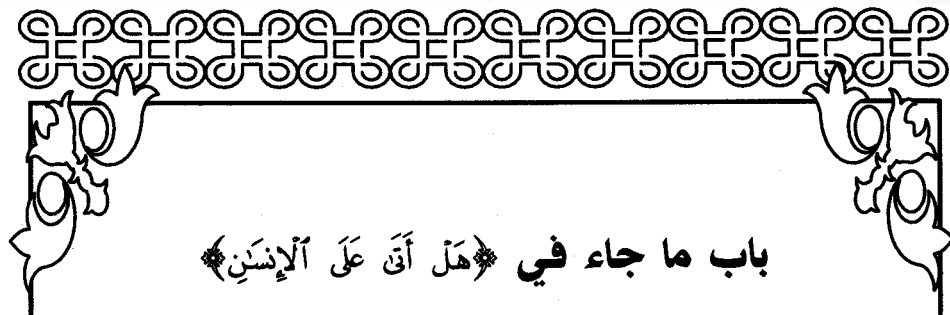 باب ما جاء في ﴿هَلْ أَتَىٰ عَلَى ٱلْإِنسَـٰنِ﴾